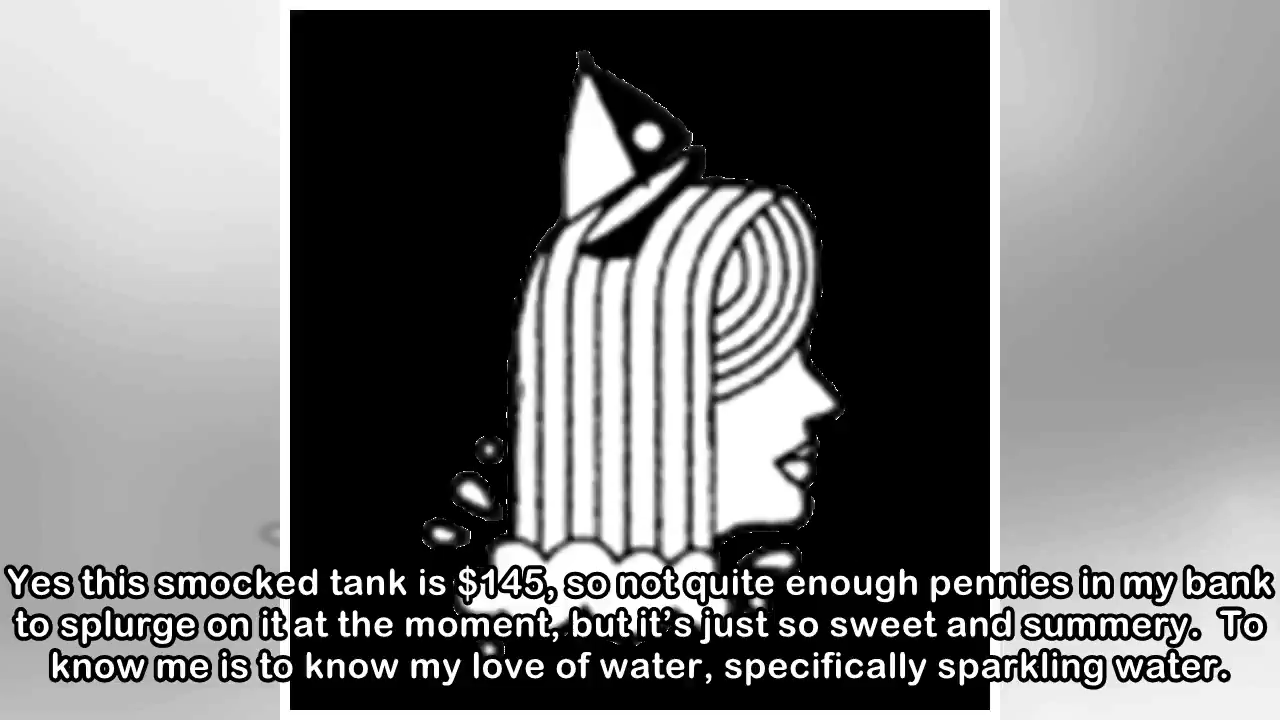 Yes this smocked tank is $145, so not quite enough pennies in my bank
to splurge on it at the moment, but it’s just so sweet and summery.  To
know me is to know my love of water, specifically sparkling water.